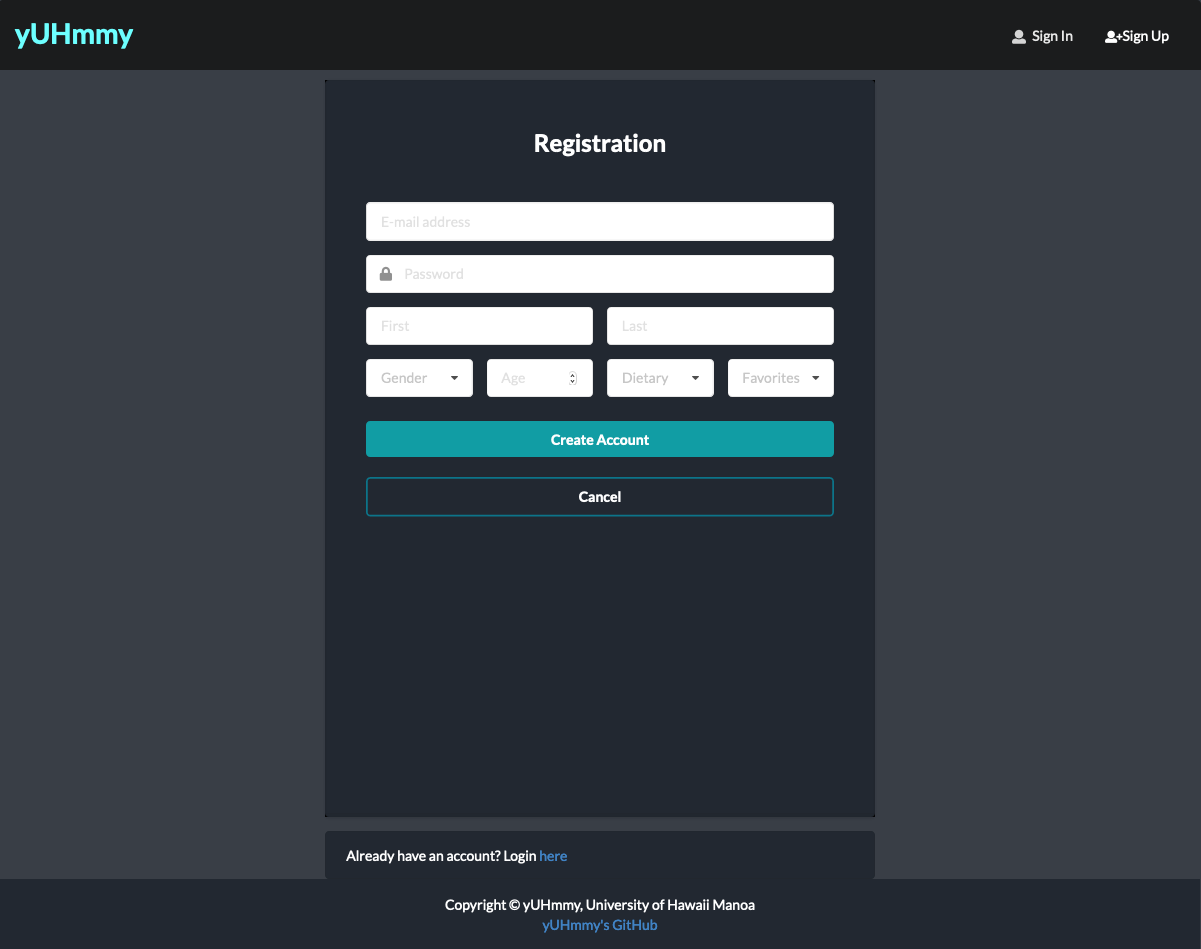 yUHmmy
Sign In
Sign Up
Registration
E-mail address
Password
First
Last
Gender
Age
Dietary
Favorites
Create Account
Cancel
Already have an account? Login here
Copyright © yUHmmy, University of Hawaii Manoa
yUHmmy's GitHub